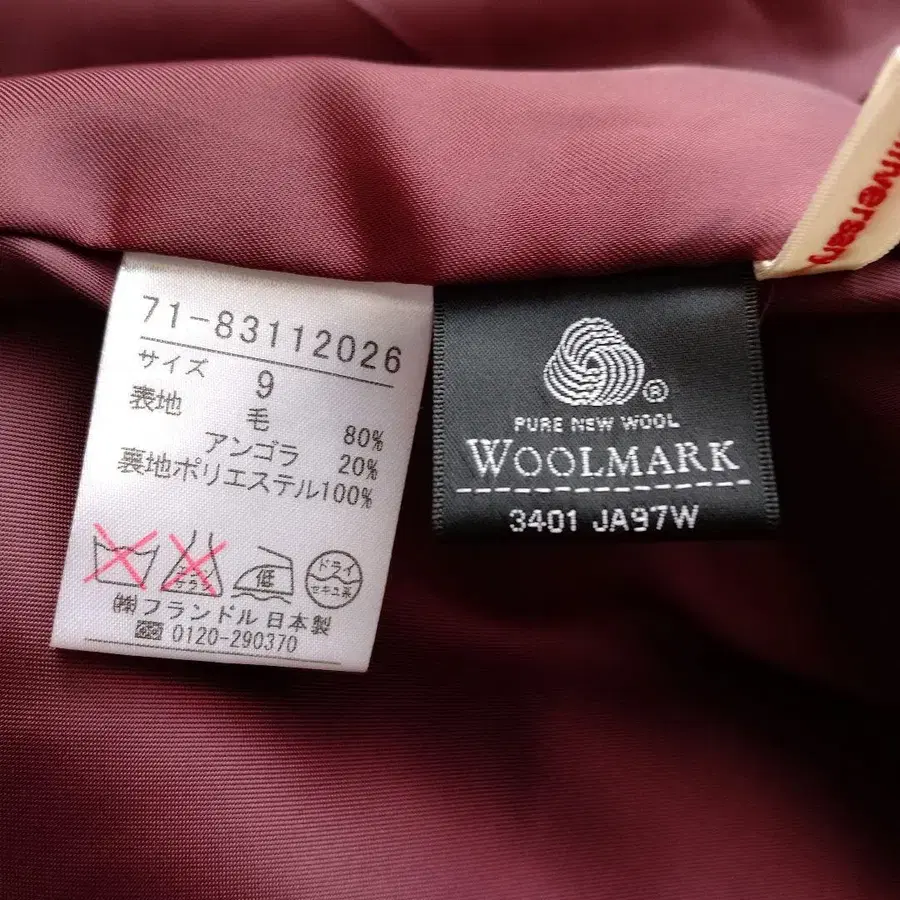 71-83112026
サイズ 9
表地 毛 80%
アンゴラ 20%
裏地ポリエステル100%
低
ドライ
セキユ系
㈱フランドル 日本製
0120-290370
®
PURE NEW WOOL
WOOLMARK
3401 JA97W